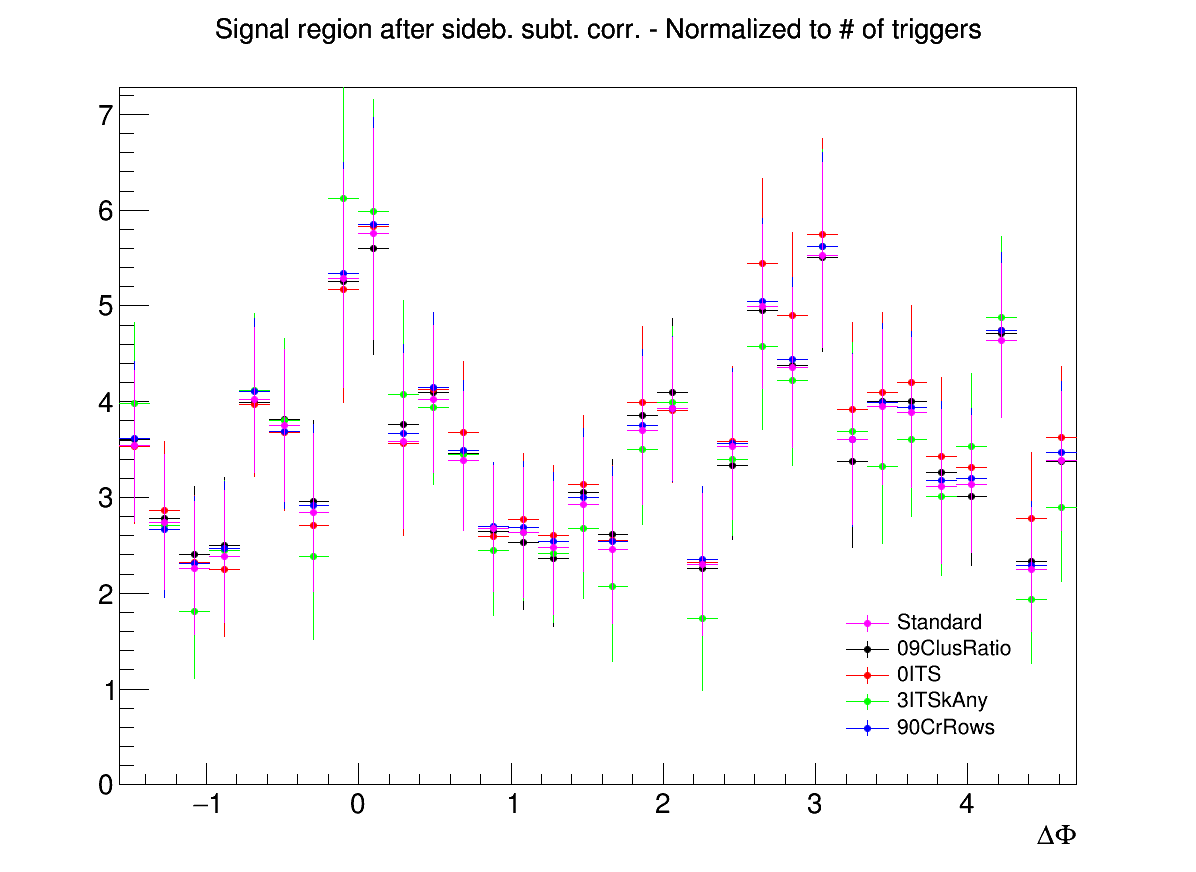 Signal region after sideb. subt. corr. - Normalized to # of triggers
7
6
5
4
3
2
1
0
−1 0 1 2 3 4
ΔΦ
Standard
09ClusRatio
0ITS
3ITSkAny
90CrRows